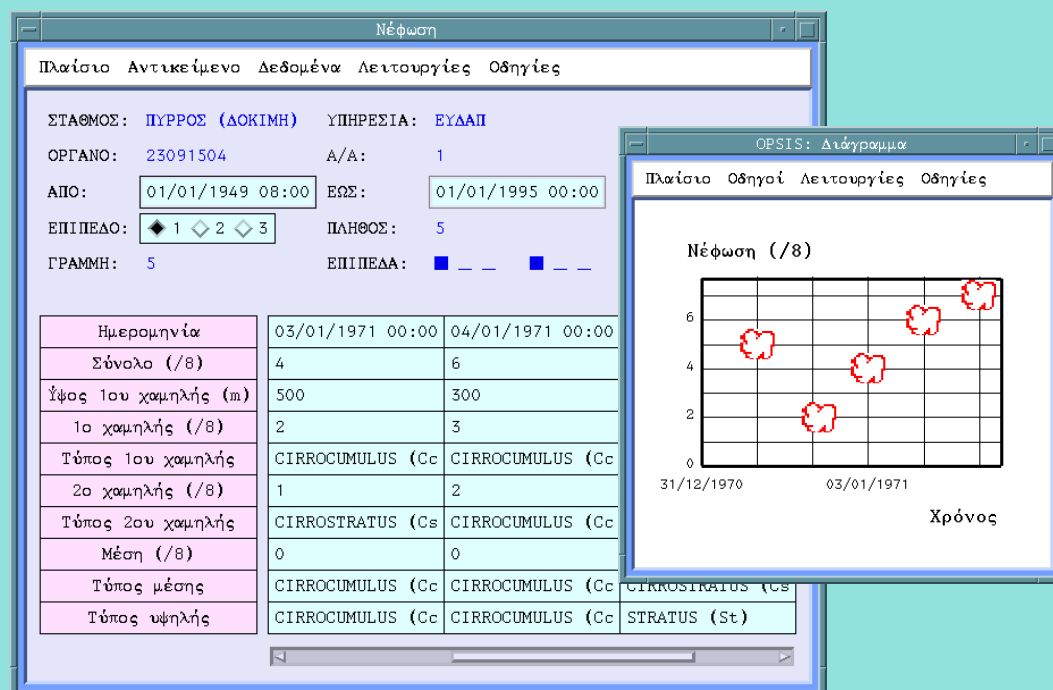 Νέφωση
Πλαίσιο Αντικείμενο Δεδομένα Λειτουργίες Οδηγίες
ΣΤΑΘΜΟΣ: ΠΥΡΡΟΣ (ΔΟΚΙΜΗ) ΥΠΗΡΕΣΙΑ: ΕΥΔΑΠ
ΟΡΓΑΝΟ: 23091504 Α/Α: 1
ΑΠΟ: 01/01/1949 08:00 ΕΩΣ: 01/01/1995 00:00
ΕΠΙΠΕΔΟ: 1 2 3 ΠΛΗΘΟΣ: 5
ΓΡΑΜΜΗ: 5 ΕΠΙΠΕΔΑ:
Ημερομηνία 03/01/1971 00:00 04/01/1971 00:00
Σύνολο (/8) 4 6
Ύψος 1ου χαμηλής (m) 500 300
1ο χαμηλής (/8) 2 3
Τύπος 1ου χαμηλής CIRROCUMULUS (Cc CIRROCUMULUS (Cc
2ο χαμηλής (/8) 1 2
Τύπος 2ου χαμηλής CIRROSTRATUS (Cs CIRROCUMULUS (Cc
Μέση (/8) 0 0
Τύπος μέσης CIRROCUMULUS (Cc CIRROCUMULUS (Cc CIRROSTRATUS (Cs
Τύπος υψηλής CIRROCUMULUS (Cc CIRROCUMULUS (Cc STRATUS (St)
OPSIS: Διάγραμμα
Πλαίσιο Οδηγοί Λειτουργίες Οδηγίες
Νέφωση (/8)
6
4
2
0
31/12/1970 03/01/1971
Χρόνος